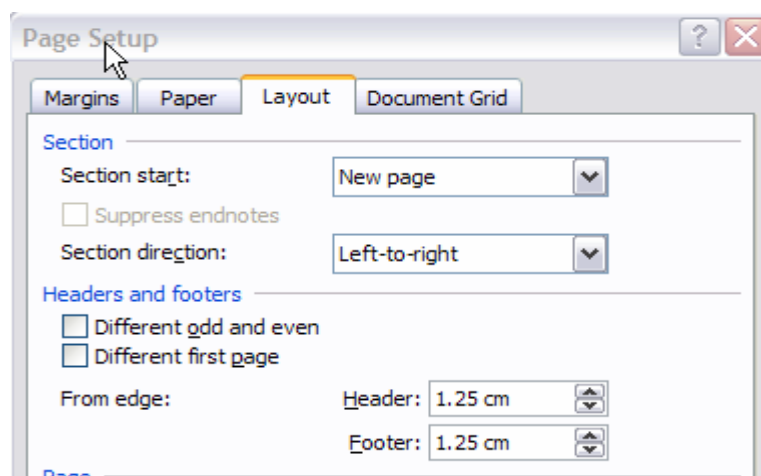 Page Setup
Margins Paper Layout Document Grid
Section
Section start: New page
Suppress endnotes
Section direction: Left-to-right
Headers and footers
Different odd and even
Different first page
From edge: Header: 1.25 cm
Footer: 1.25 cm
Page